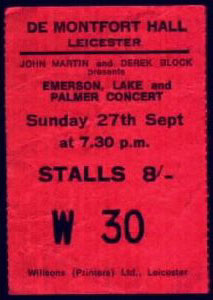 DE MONTFORT HALL
LEICESTER
JOHN MARTIN and DEREK BLOCK
presents
EMERSON, LAKE and
PALMER CONCERT
Sunday 27th Sept
at 7.30 p.m.
STALLS 8/-
W 30
Willsons (Printers) Ltd., Leicester